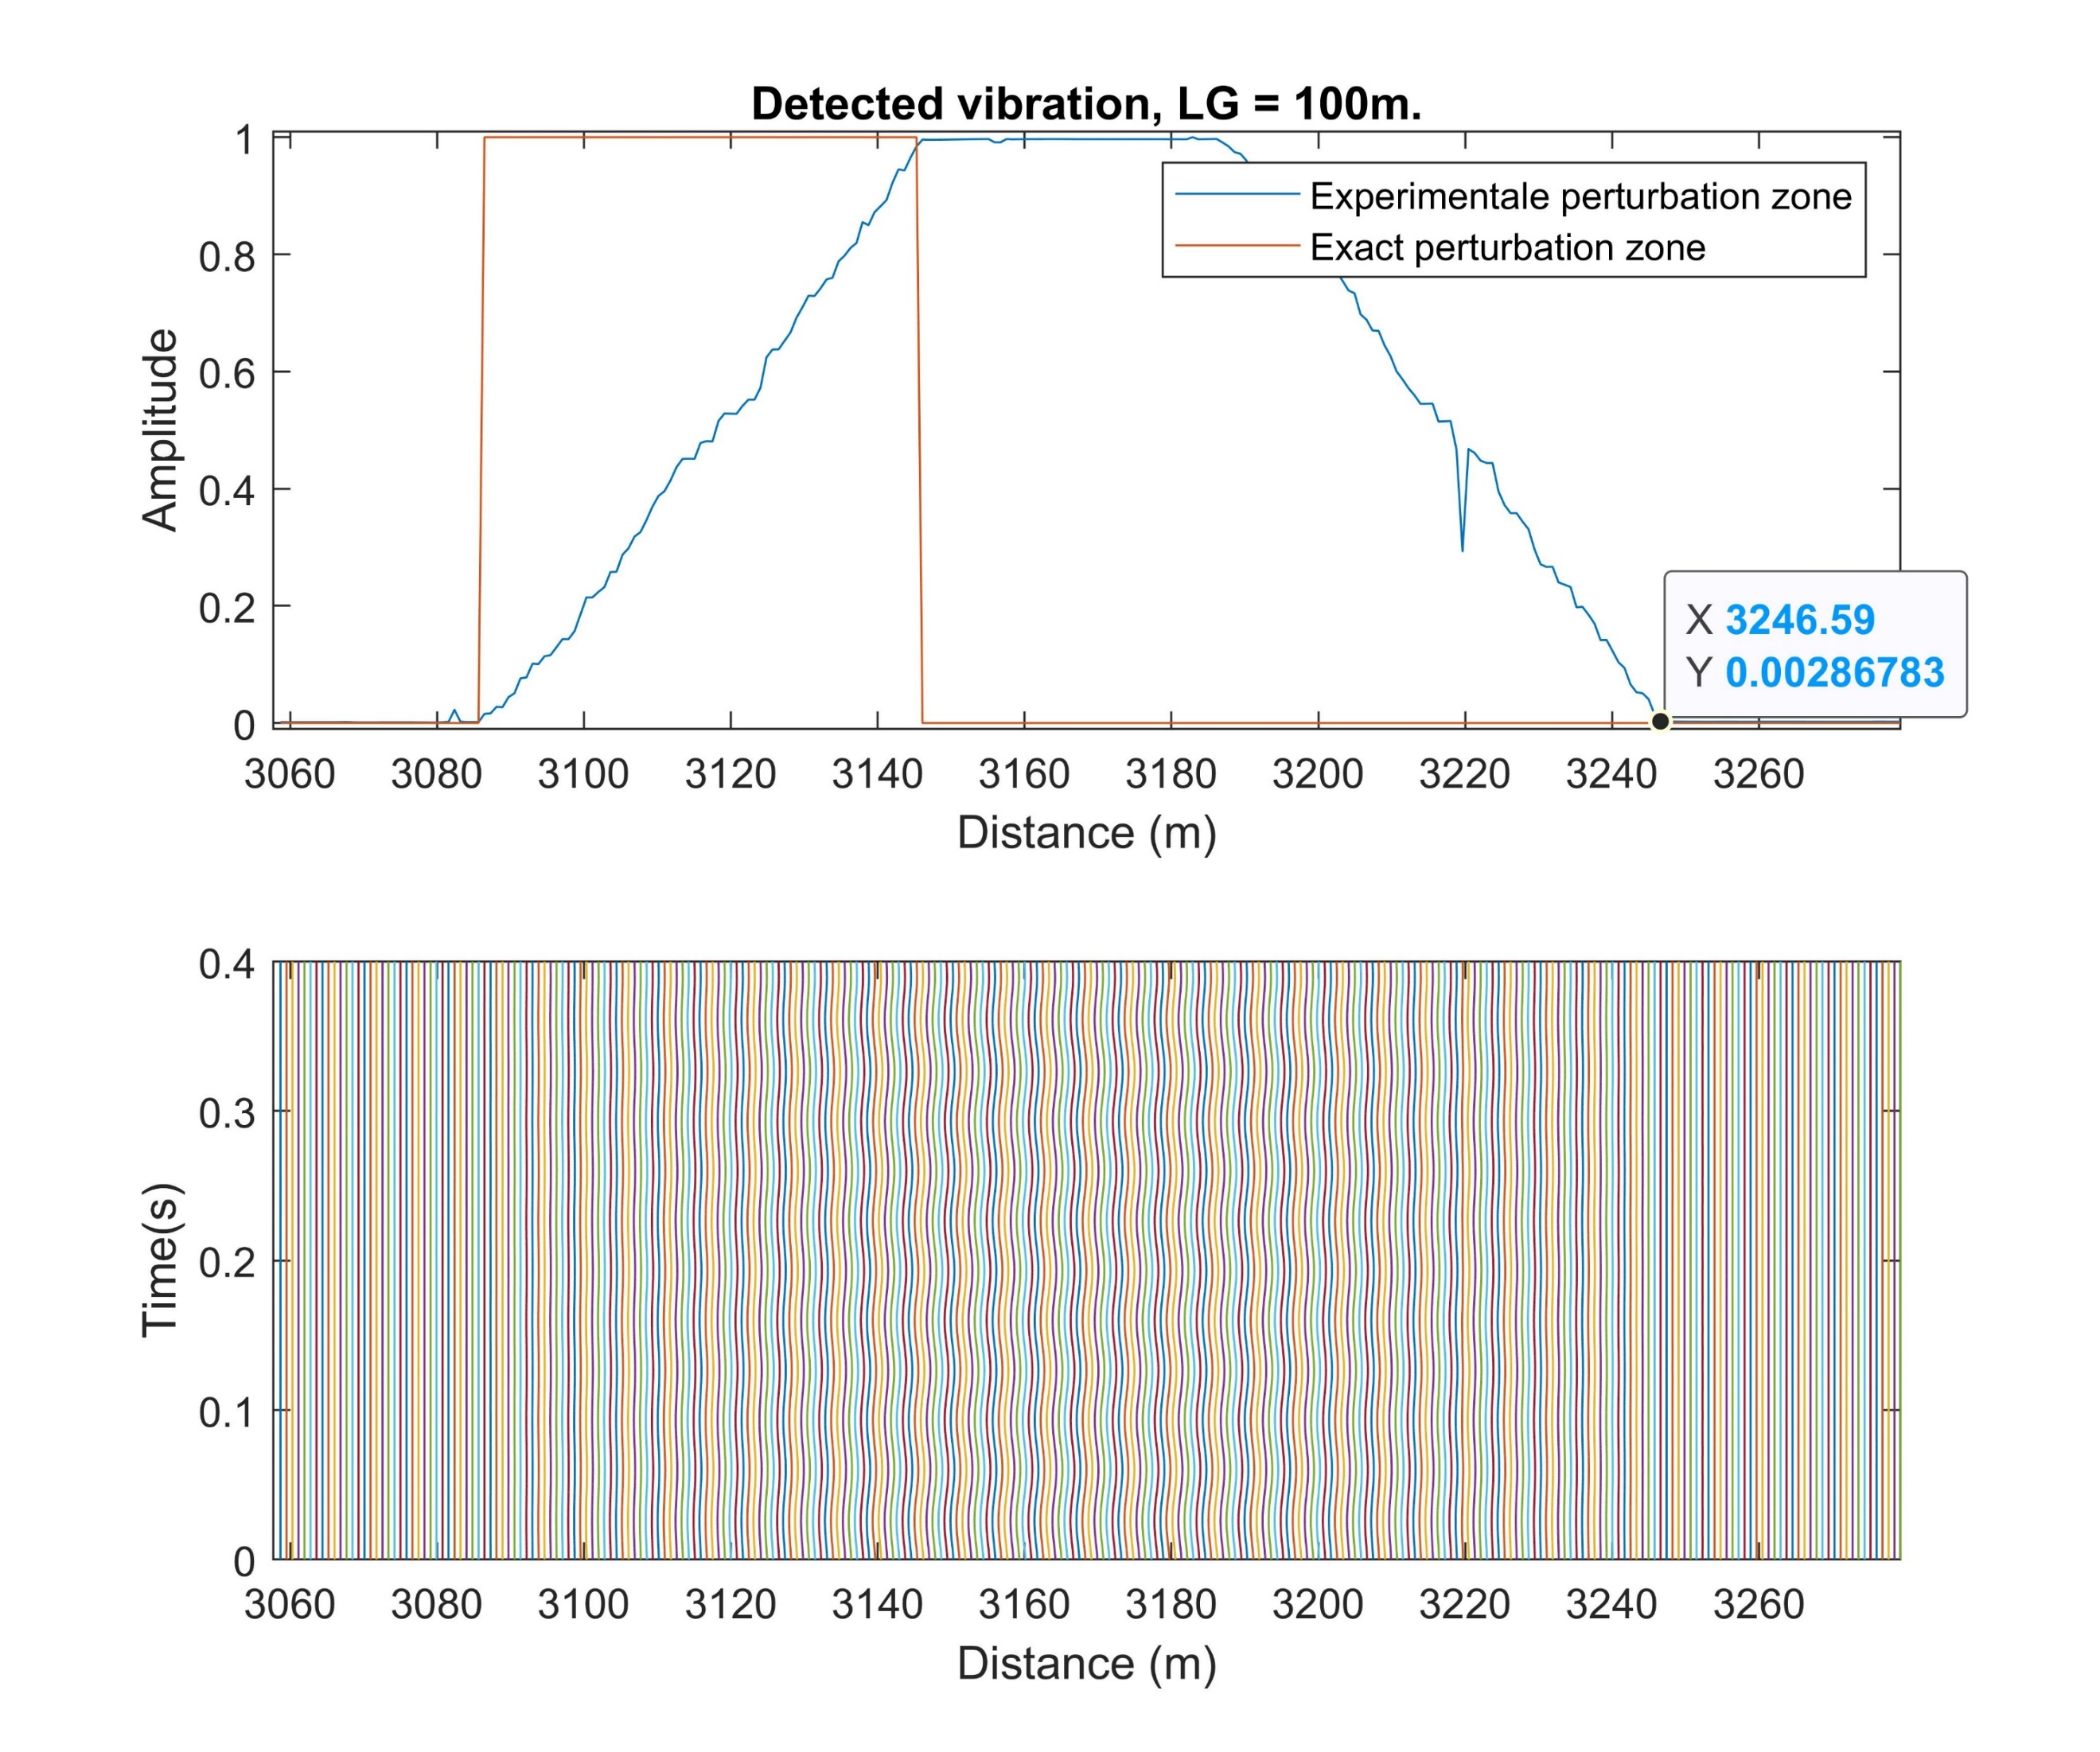 Detected vibration, LG = 100m.
1
0.8
0.6
0.4
0.2
0
Amplitude
Experimentale perturbation zone
Exact perturbation zone
X 3246.59
Y 0.00286783
3060 3080 3100 3120 3140 3160 3180 3200 3220 3240 3260
Distance (m)
0.4
0.3
0.2
0.1
0
Time(s)
3060 3080 3100 3120 3140 3160 3180 3200 3220 3240 3260
Distance (m)